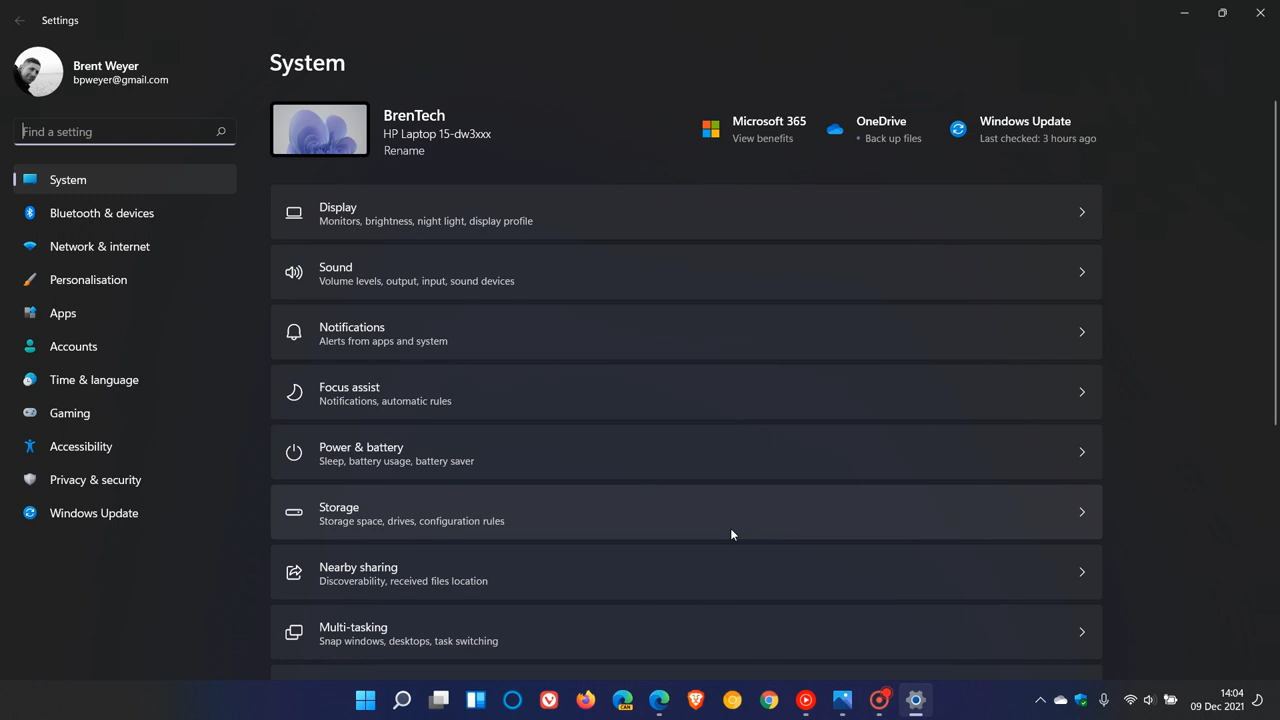 Settings
Brent Weyer
bpweyer@gmail.com
Find a setting
System
Bluetooth & devices
Network & internet
Personalisation
Apps
Accounts
Time & language
Gaming
Accessibility
Privacy & security
Windows Update
System
BrenTech
HP Laptop 15-dw3xxx
Rename
Microsoft 365
View benefits
OneDrive
• Back up files
Windows Update
Last checked: 3 hours ago
Display
Monitors, brightness, night light, display profile
Sound
Volume levels, output, input, sound devices
Notifications
Alerts from apps and system
Focus assist
Notifications, automatic rules
Power & battery
Sleep, battery usage, battery saver
Storage
Storage space, drives, configuration rules
Nearby sharing
Discoverability, received files location
Multi-tasking
Snap windows, desktops, task switching
CAN
14:04
09 Dec 2021